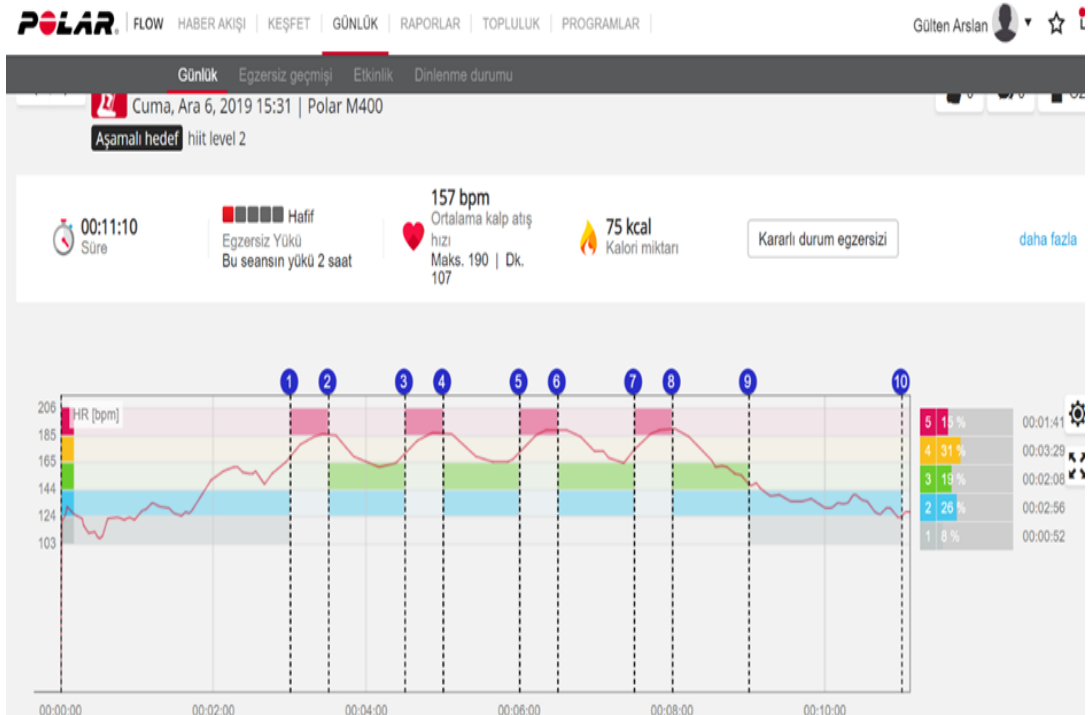 POLAR. FLOW HABER AKIŞI KEŞFET GÜNLÜK RAPORLAR TOPLULUK PROGRAMLAR Gülten Arslan
Günlük Egzersiz geçmişi Etkinlik Dinlenme durumu
Cuma, Ara 6, 2019 15:31 | Polar M400
Aşamalı hedef hiit level 2
00:11:10
Süre
Hafif
Egzersiz Yükü
Bu seansın yükü 2 saat
157 bpm
Ortalama kalp atış
hızı
Maks. 190 | Dk.
107
75 kcal
Kalori miktarı
Kararlı durum egzersizi
daha fazla
1 2 3 4 5 6 7 8 9 10
HR [bpm]
206
185
165
144
124
103
5 15 % 00:01:41
4 31 % 00:03:29
3 19 % 00:02:08
2 26 % 00:02:56
1 8 % 00:00:52
00:00:00 00:02:00 00:04:00 00:06:00 00:08:00 00:10:00